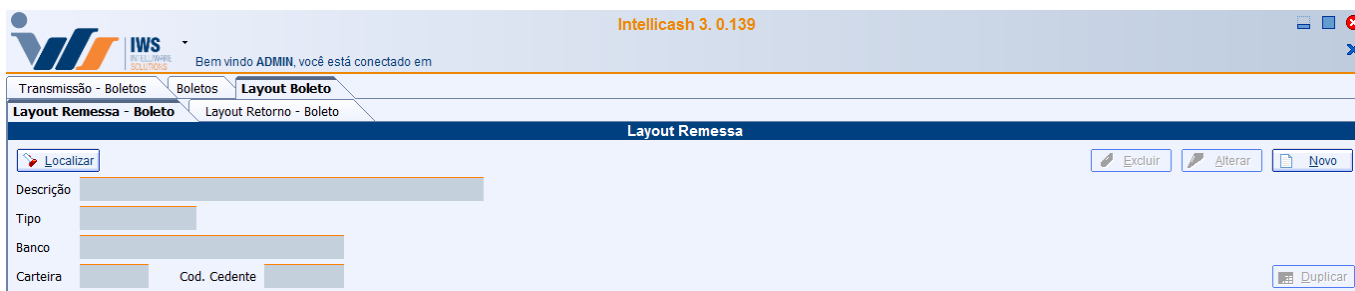 Intellicash 3. 0.139
IWS
INTELLIWARE
SOLUTIONS
Bem vindo ADMIN, você está conectado em
Transmissão - Boletos Boletos Layout Boleto
Layout Remessa - Boleto Layout Retorno - Boleto
Layout Remessa
Localizar Excluir Alterar Novo
Descrição
Tipo
Banco
Carteira Cod. Cedente Duplicar